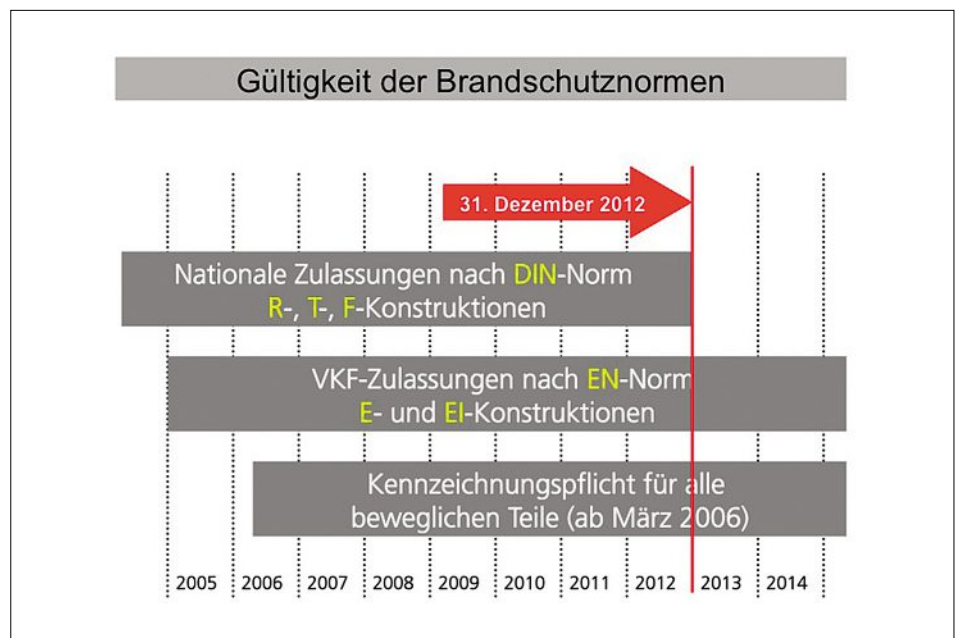 Gültigkeit der Brandschutznormen
31. Dezember 2012
Nationale Zulassungen nach DIN-Norm
R-, T-, F-Konstruktionen
VKF-Zulassungen nach EN-Norm
E- und EI-Konstruktionen
Kennzeichnungspflicht für alle
beweglichen Teile (ab März 2006)
2005 2006 2007 2008 2009 2010 2011 2012 2013 2014